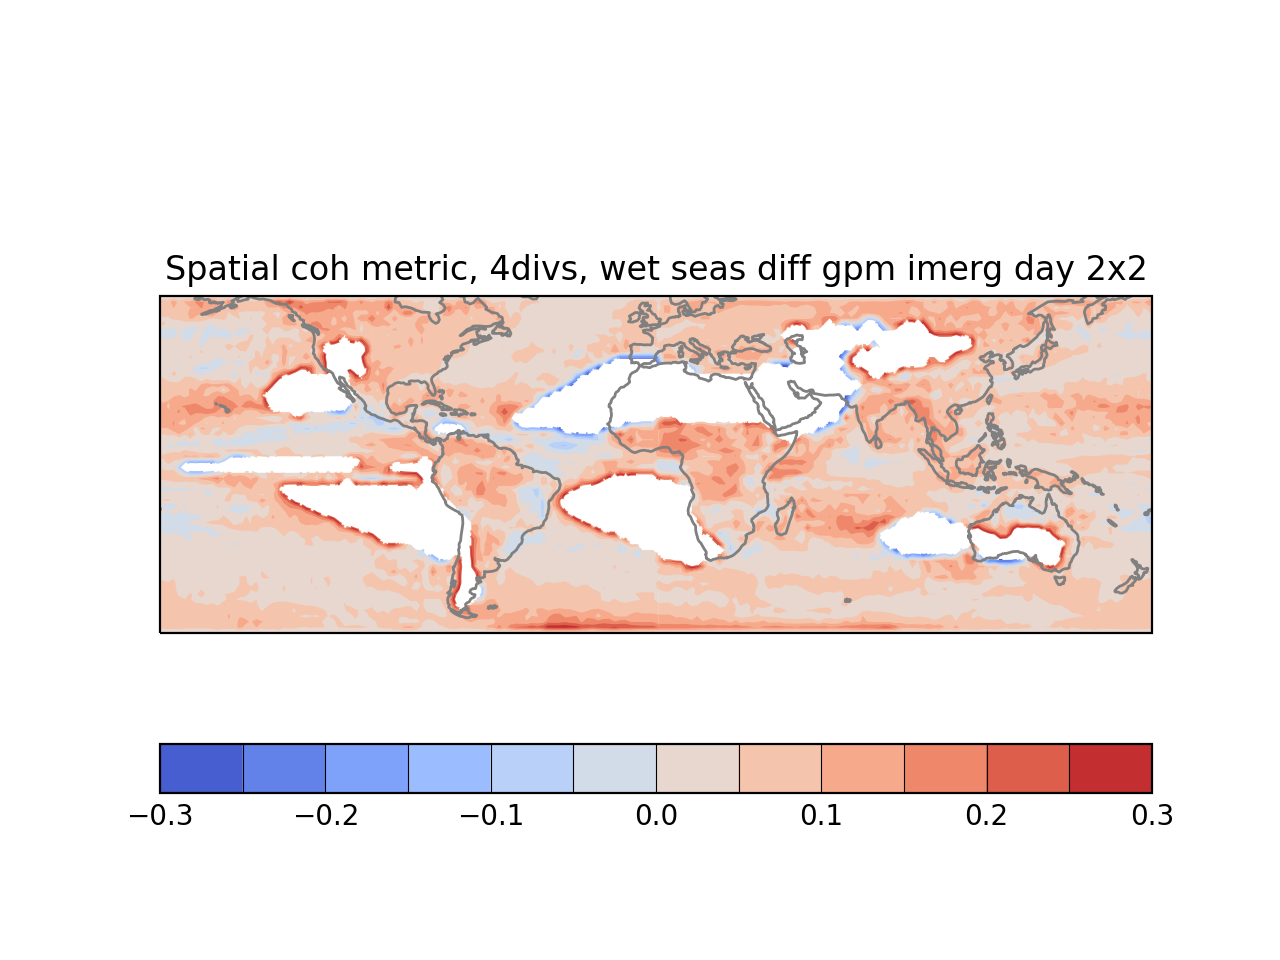 Spatial coh metric, 4divs, wet seas diff gpm imerg day 2x2
−0.3 −0.2 −0.1 0.0 0.1 0.2 0.3